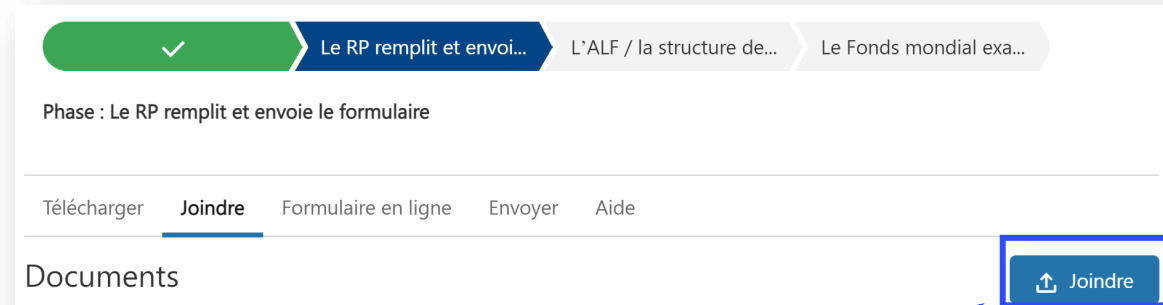 Le RP remplit et envoi... L’ALF / la structure de... Le Fonds mondial exa...
Phase : Le RP remplit et envoie le formulaire
Télécharger Joindre Formulaire en ligne Envoyer Aide
Documents
Joindre